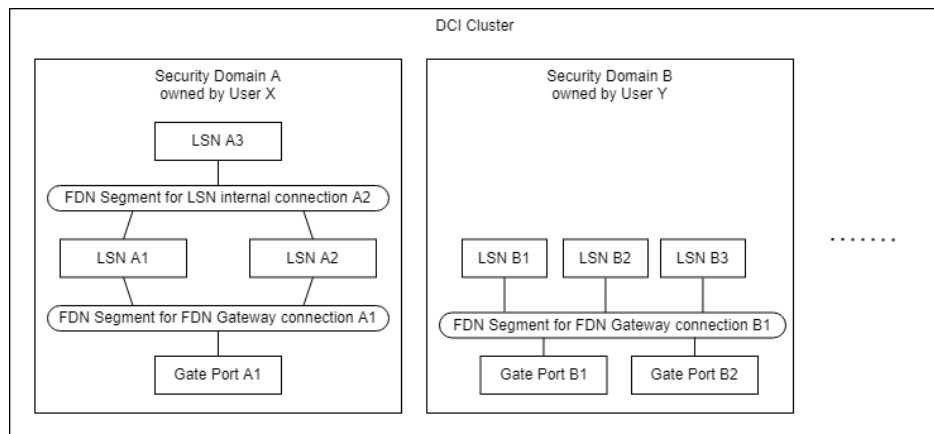 DCI Cluster
Security Domain A
owned by User X
LSN A3
FDN Segment for LSN internal connection A2
LSN A1
LSN A2
FDN Segment for FDN Gateway connection A1
Gate Port A1
Security Domain B
owned by User Y
LSN B1
LSN B2
LSN B3
FDN Segment for FDN Gateway connection B1
Gate Port B1
Gate Port B2
.......